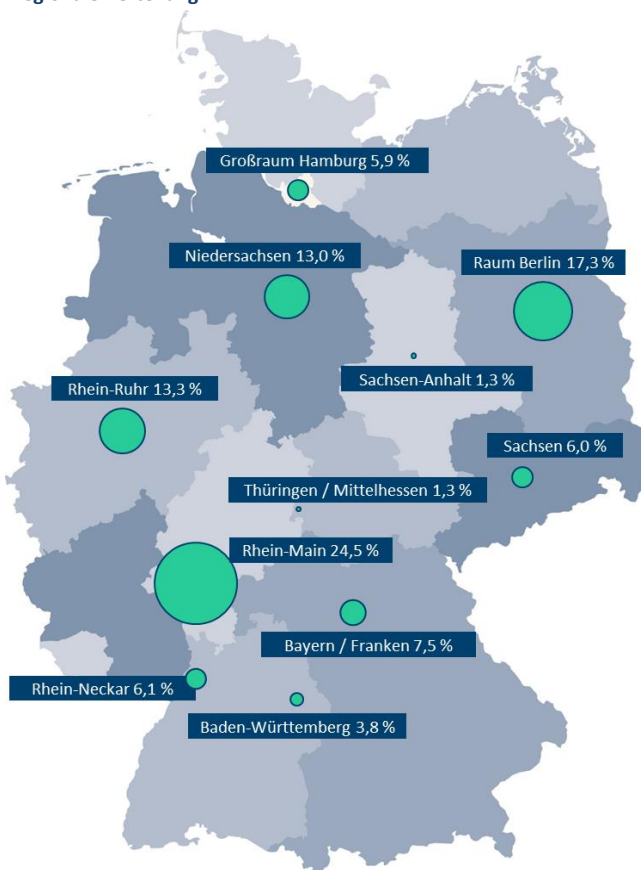 Großraum Hamburg 5,9 %
Niedersachsen 13,0 %
Raum Berlin 17,3 %
Sachsen-Anhalt 1,3 %
Rhein-Ruhr 13,3 %
Sachsen 6,0 %
Thüringen / Mittelhessen 1,3 %
Rhein-Main 24,5 %
Bayern / Franken 7,5 %
Rhein-Neckar 6,1 %
Baden-Württemberg 3,8 %